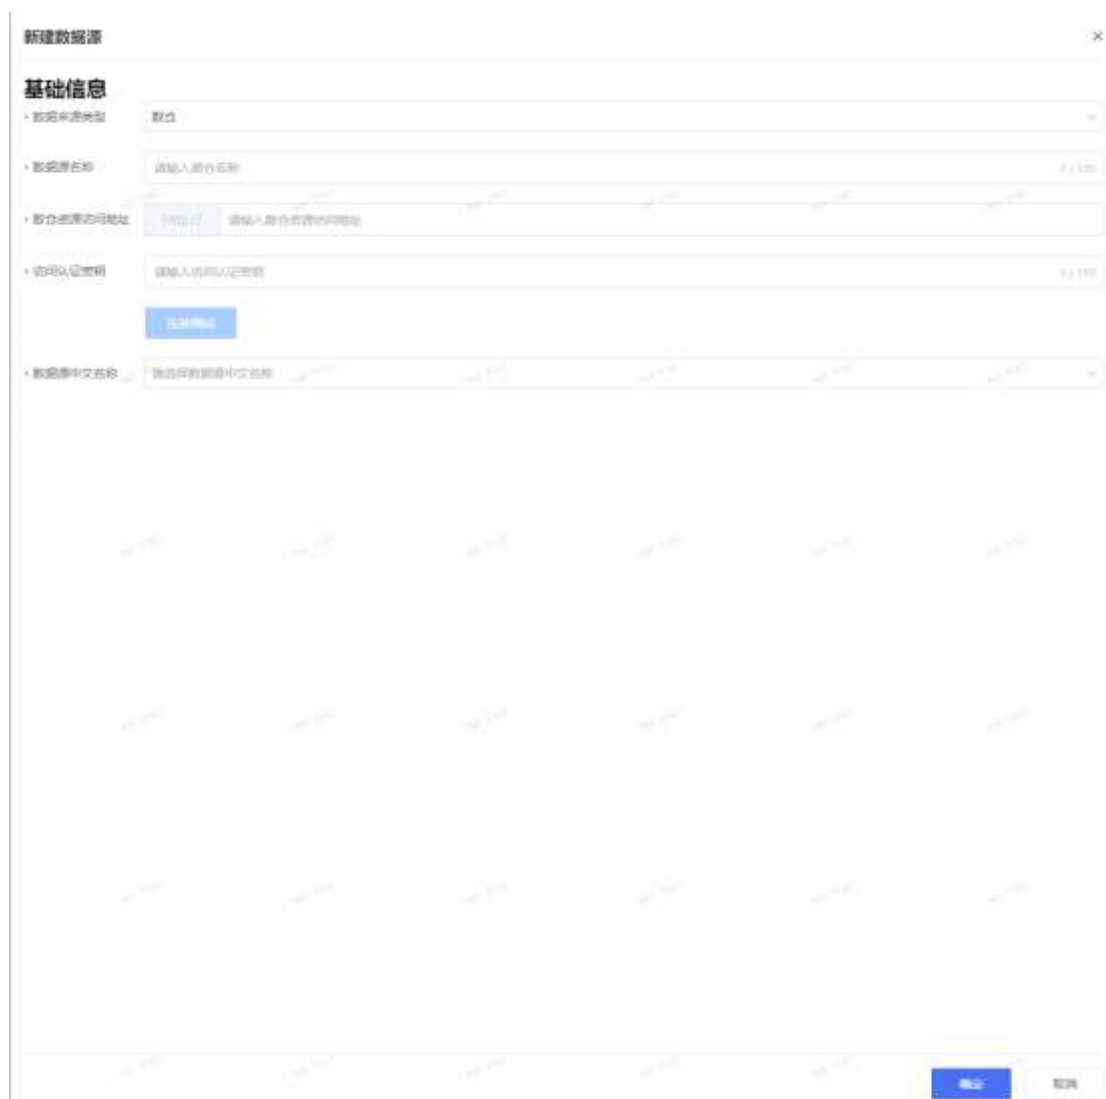 新建数据源
×
基础信息
数据来源类型 数仓
数据源名称 请输入数仓名称
数仓资源访问地址 请输入数仓资源访问地址
访问认证密钥 请输入访问认证密钥
连接测试
数据源中文名称 请选择数据源中文名称
确定 取消